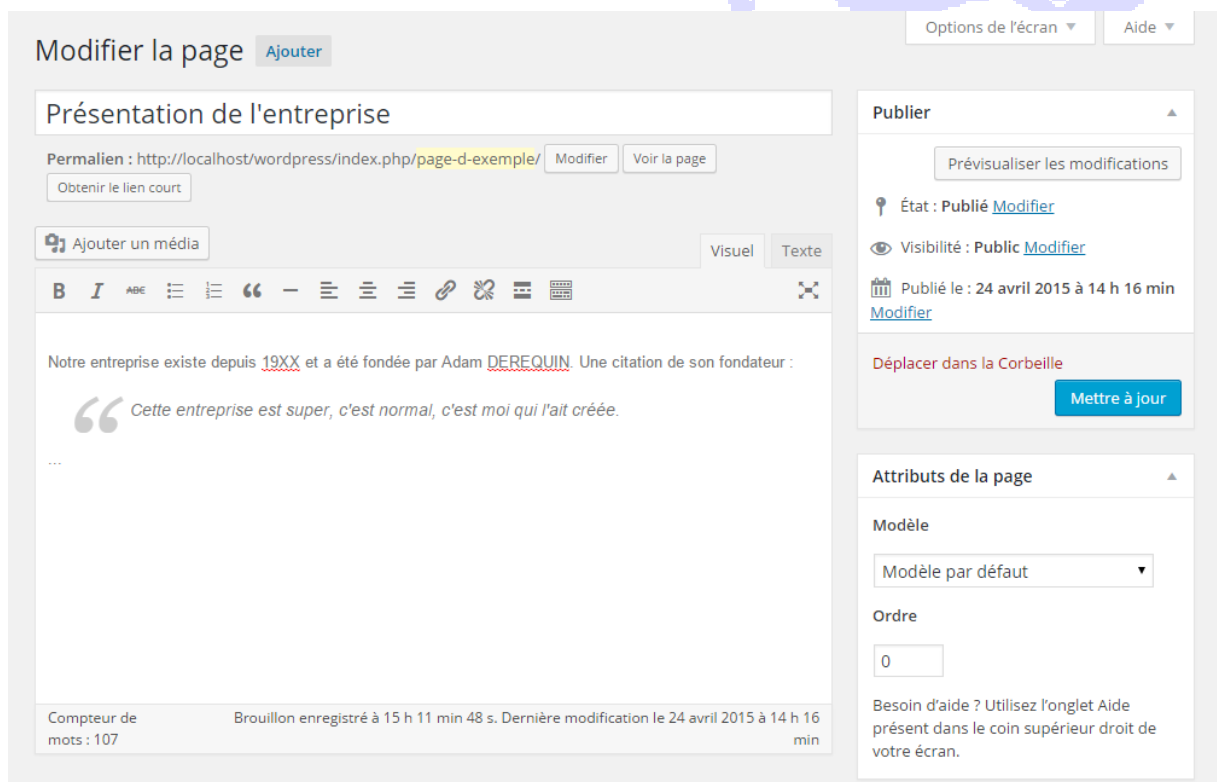 Options de l'écran
Aide
Modifier la page Ajouter
Présentation de l'entreprise
Permalien : http://localhost/wordpress/index.php/page-d-exemple/ Modifier Voir la page
Obtenir le lien court
Ajouter un média
Visuel Texte
B I ABC
Notre entreprise existe depuis 19XX et a été fondée par Adam DEREQUIN. Une citation de son fondateur :
“ Cette entreprise est super, c'est normal, c'est moi qui l'ait créée.
...
Compteur de
mots : 107
Brouillon enregistré à 15 h 11 min 48 s. Dernière modification le 24 avril 2015 à 14 h 16
min
Publier
Prévisualiser les modifications
État : Publié Modifier
Visibilité : Public Modifier
Publié le : 24 avril 2015 à 14 h 16 min
Modifier
Déplacer dans la Corbeille
Mettre à jour
Attributs de la page
Modèle
Modèle par défaut
Ordre
0
Besoin d'aide ? Utilisez l'onglet Aide
présent dans le coin supérieur droit de
votre écran.